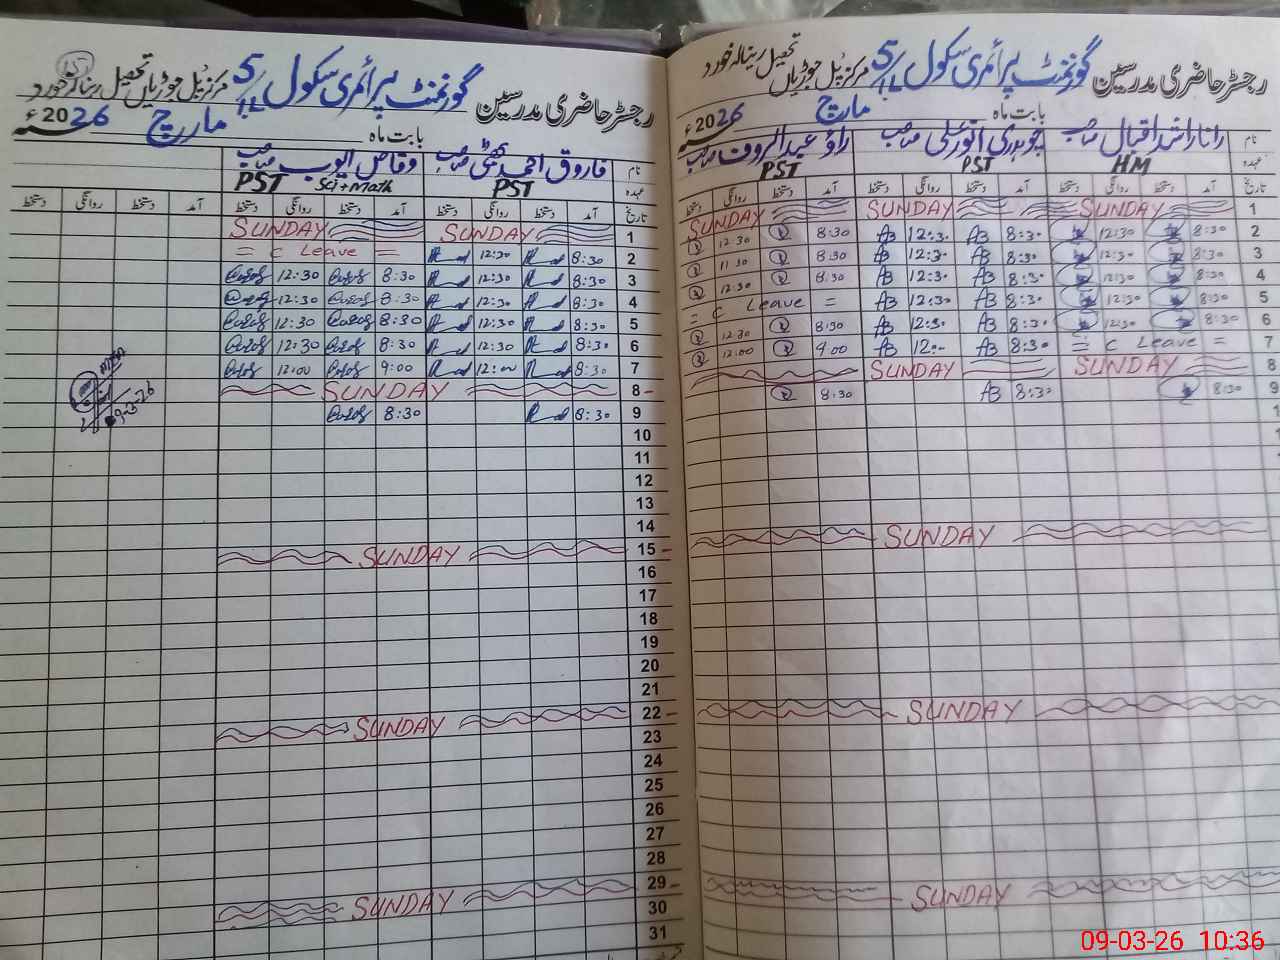 رجسٹر حاضری مدرسین گورنمنٹ پرائمری سکول 5/1L مرکز پل جوڑیاں تحصیل رینالہ خورد
بابت ماہ مارچ 2026ء
نام رانا راشد اقبال صاحب چوہدری انور علی صاحب راؤ عبدالروف صاحب
عہدہ HM PST PST
تاریخ آمد دستخط روانگی دستخط آمد دستخط روانگی دستخط آمد دستخط روانگی دستخط
1 SUNDAY SUNDAY SUNDAY
2 8:30 12:30 8:30 AB 12:30 AB 8:30 12:30
3 8:30 12:30 8:30 AB 12:30 AB 8:30 11:30
4 8:30 12:30 8:30 AB 12:30 AB 8:30 12:30
5 8:30 12:30 8:30 AB 12:30 AB = C Leave =
6 8:30 12:30 8:30 AB 12:30 AB 8:30 12:30
7 = C Leave = 8:30 AB 12:- AB 9:00 12:00
8 SUNDAY SUNDAY
9 8:30 8:30 AB 8:30
SUNDAY
SUNDAY
SUNDAY
رجسٹر حاضری مدرسین گورنمنٹ پرائمری سکول 5/1L مرکز پل جوڑیاں تحصیل رینالہ خورد
بابت ماہ مارچ 2026ء
نام فاروق احمد بھٹی صاحب وقاص ایوب صاحب
عہدہ PST PST Sci + Math
تاریخ آمد دستخط روانگی دستخط آمد دستخط روانگی دستخط آمد دستخط روانگی دستخط
1 SUNDAY SUNDAY
2 8:30 12:30 = C Leave =
3 8:30 12:30 8:30 12:30
4 8:30 12:30 8:30 12:30
5 8:30 12:30 8:30 12:30
6 8:30 12:30 8:30 12:30
7 8:30 12:00 9:00 12:00
8 SUNDAY
9 8:30 8:30
9-3-26
10
11
12
13
14
15 SUNDAY
16
17
18
19
20
21
22 SUNDAY
23
24
25
26
27
28
29 SUNDAY
30
31
09-03-26 10:36